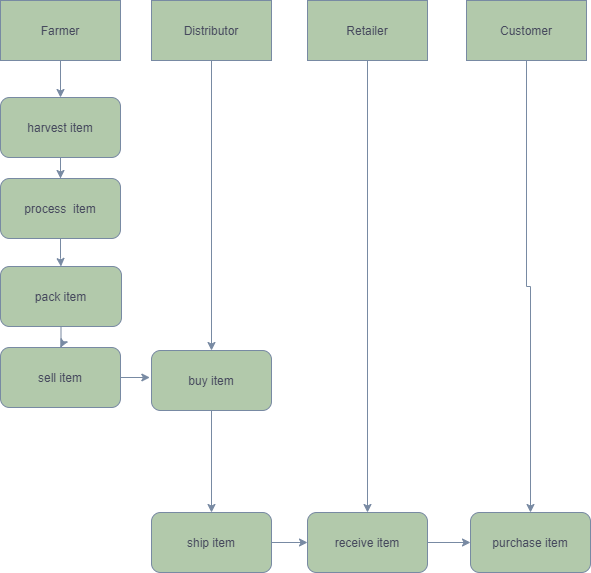 Farmer
Distributor
Retailer
Customer
harvest item
process item
pack item
sell item
buy item
ship item
receive item
purchase item